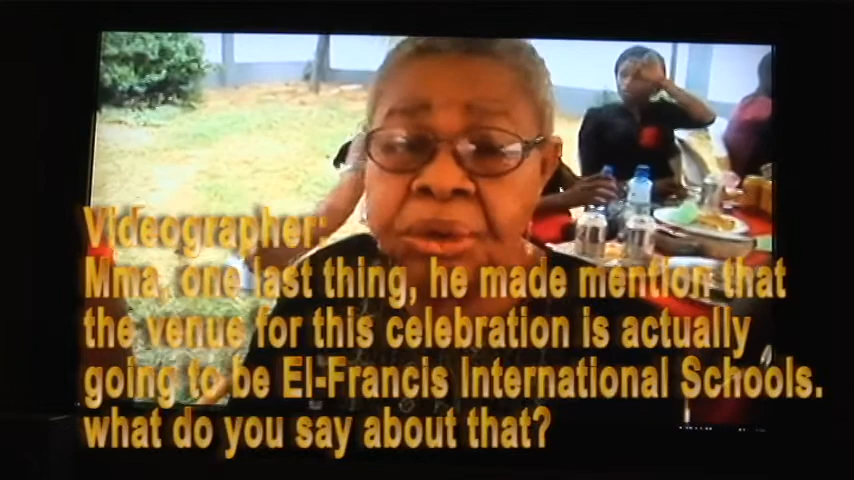 Videographer:
Mma, one last thing, he made mention that
the venue for this celebration is actually
going to be El-Francis International Schools.
what do you say about that?